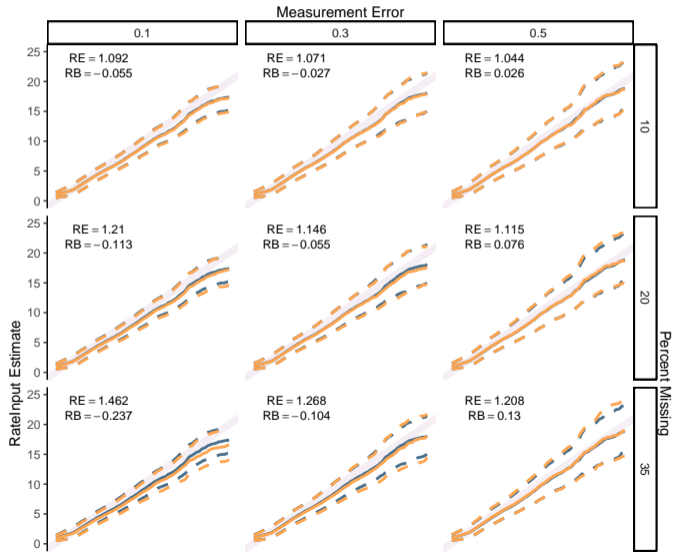 Measurement Error
0.1
0.3
0.5
RE = 1.092
RB = −0.055
RE = 1.071
RB = −0.027
RE = 1.044
RB = 0.026
25
20
15
10
5
0
10
RE = 1.21
RB = −0.113
RE = 1.146
RB = −0.055
RE = 1.115
RB = 0.076
25
20
15
10
5
0
20
RE = 1.462
RB = −0.237
RE = 1.268
RB = −0.104
RE = 1.208
RB = 0.13
25
20
15
10
5
0
35
RateInput Estimate
Percent Missing